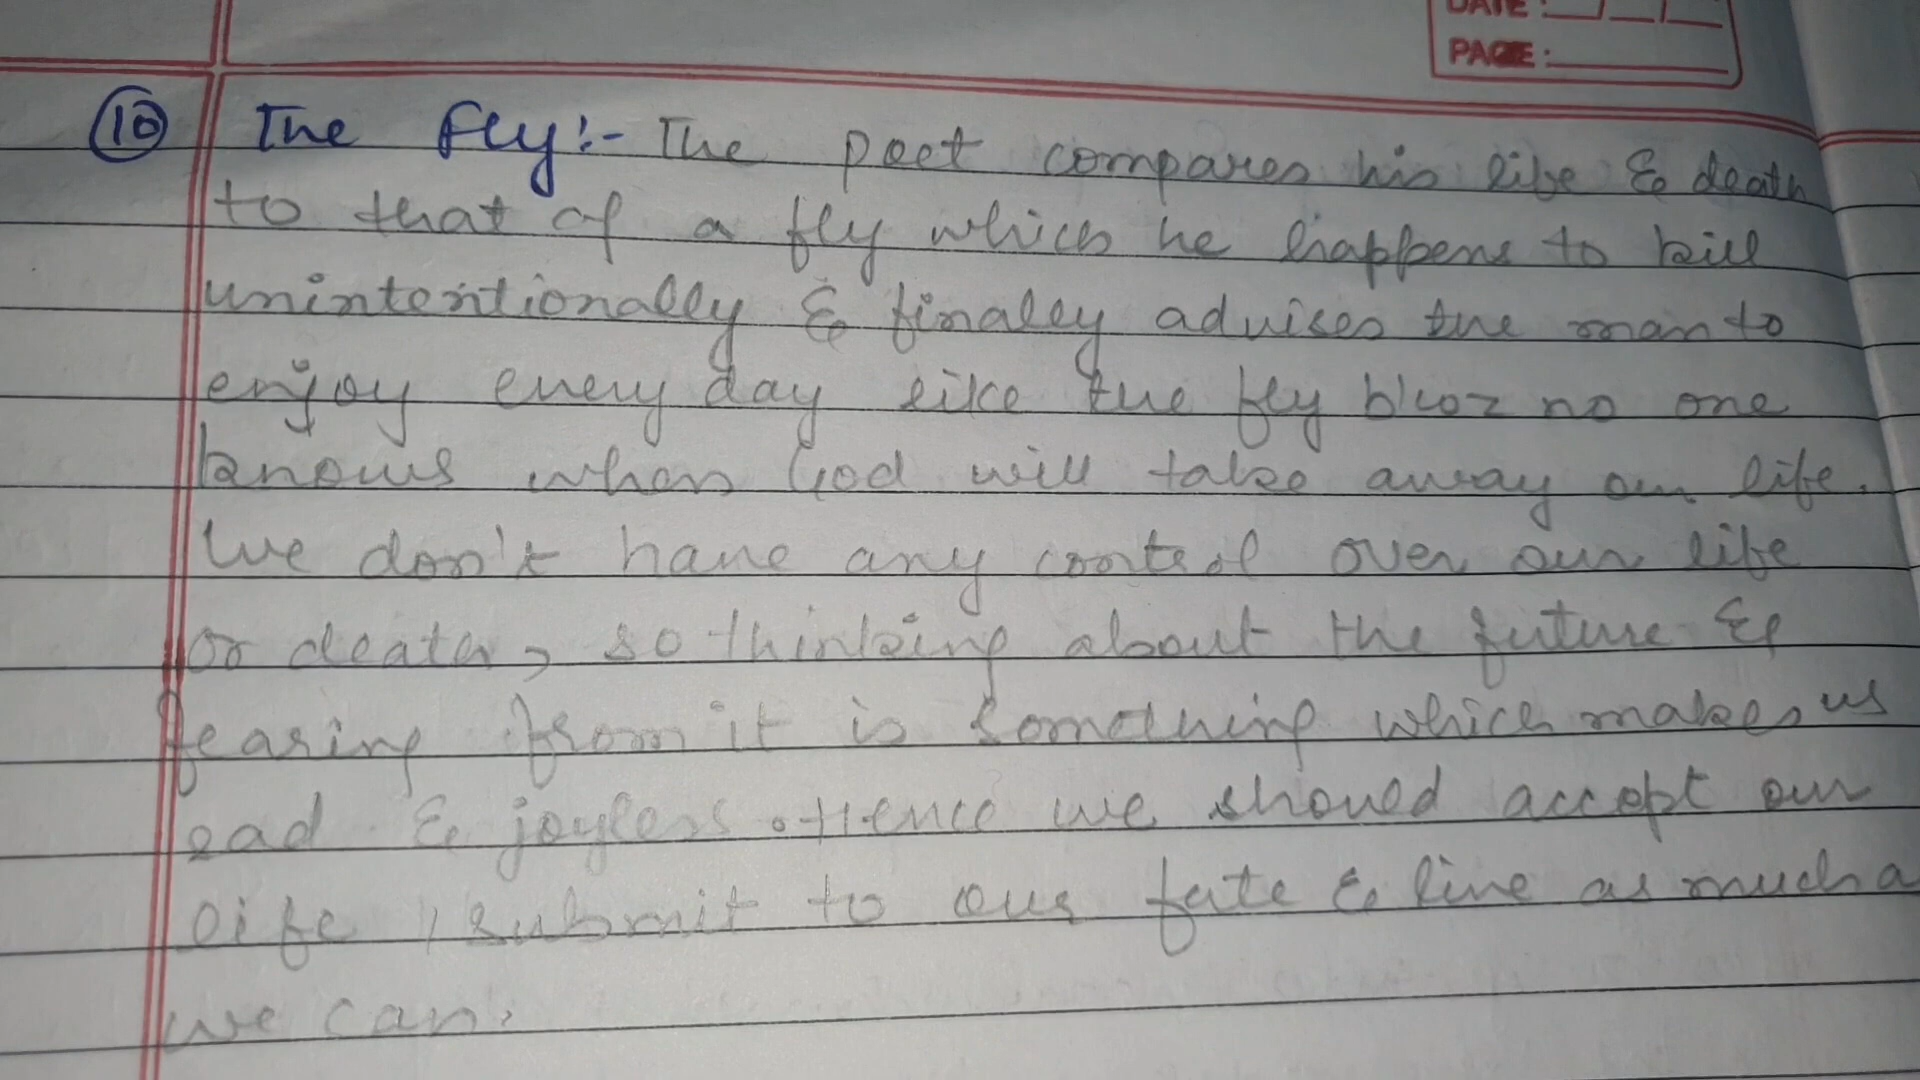 DATE:
PAGE:
10 The Fly:- The poet compares his life & death
to that of a fly which he happens to kill
unintentionally & finally advises the man to
enjoy every day like the fly b'coz no one
knows when God will take away our life.
We don't have any control over our life
or death, so thinking about the future &
fearing from it is something which makes us
sad & joyless. Hence we should accept our
life, submit to our fate & live as much a
we can.